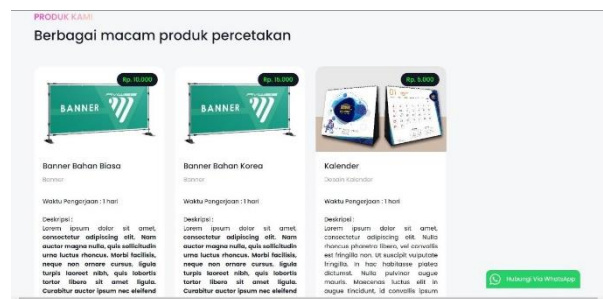 PRODUK KAMI
Berbagai macam produk percetakan
Rp. 10.000
BANNER
Banner Bahan Biasa
Banner
Waktu Pengerjaan : 1 hari
Deskripsi :
Lorem ipsum dolor sit amet,
consectetur adipiscing elit. Nam
auctor magna nulla, quis sollicitudin
urna luctus rhoncus. Morbi facilisis,
neque non ornare cursus, ligula
turpis laoreet nibh, quis lobortis
tortor libero sit amet ligula.
Curabitur auctor ipsum nec eleifend
Rp. 15.000
BANNER
Banner Bahan Korea
Banner
Waktu Pengerjaan : 1 hari
Deskripsi :
Lorem ipsum dolor sit amet,
consectetur adipiscing elit. Nam
auctor magna nulla, quis sollicitudin
urna luctus rhoncus. Morbi facilisis,
neque non ornare cursus, ligula
turpis laoreet nibh, quis lobortis
tortor libero sit amet ligula.
Curabitur auctor ipsum nec eleifend
Rp. 5.000
Kalender
Desain Kalender
Waktu Pengerjaan : 1 hari
Deskripsi :
Lorem ipsum dolor sit amet,
consectetur adipiscing elit. Nulla
rhoncus pharetra libero, vel convallis
est fringilla non. Ut suscipit vulputate
fringilla. In hac habitasse platea
dictumst. Nulla pulvinar augue
mauris. Maecenas luctus elit in
augue tincidunt, id convallis ipsum
Hubungi Via WhatsApp